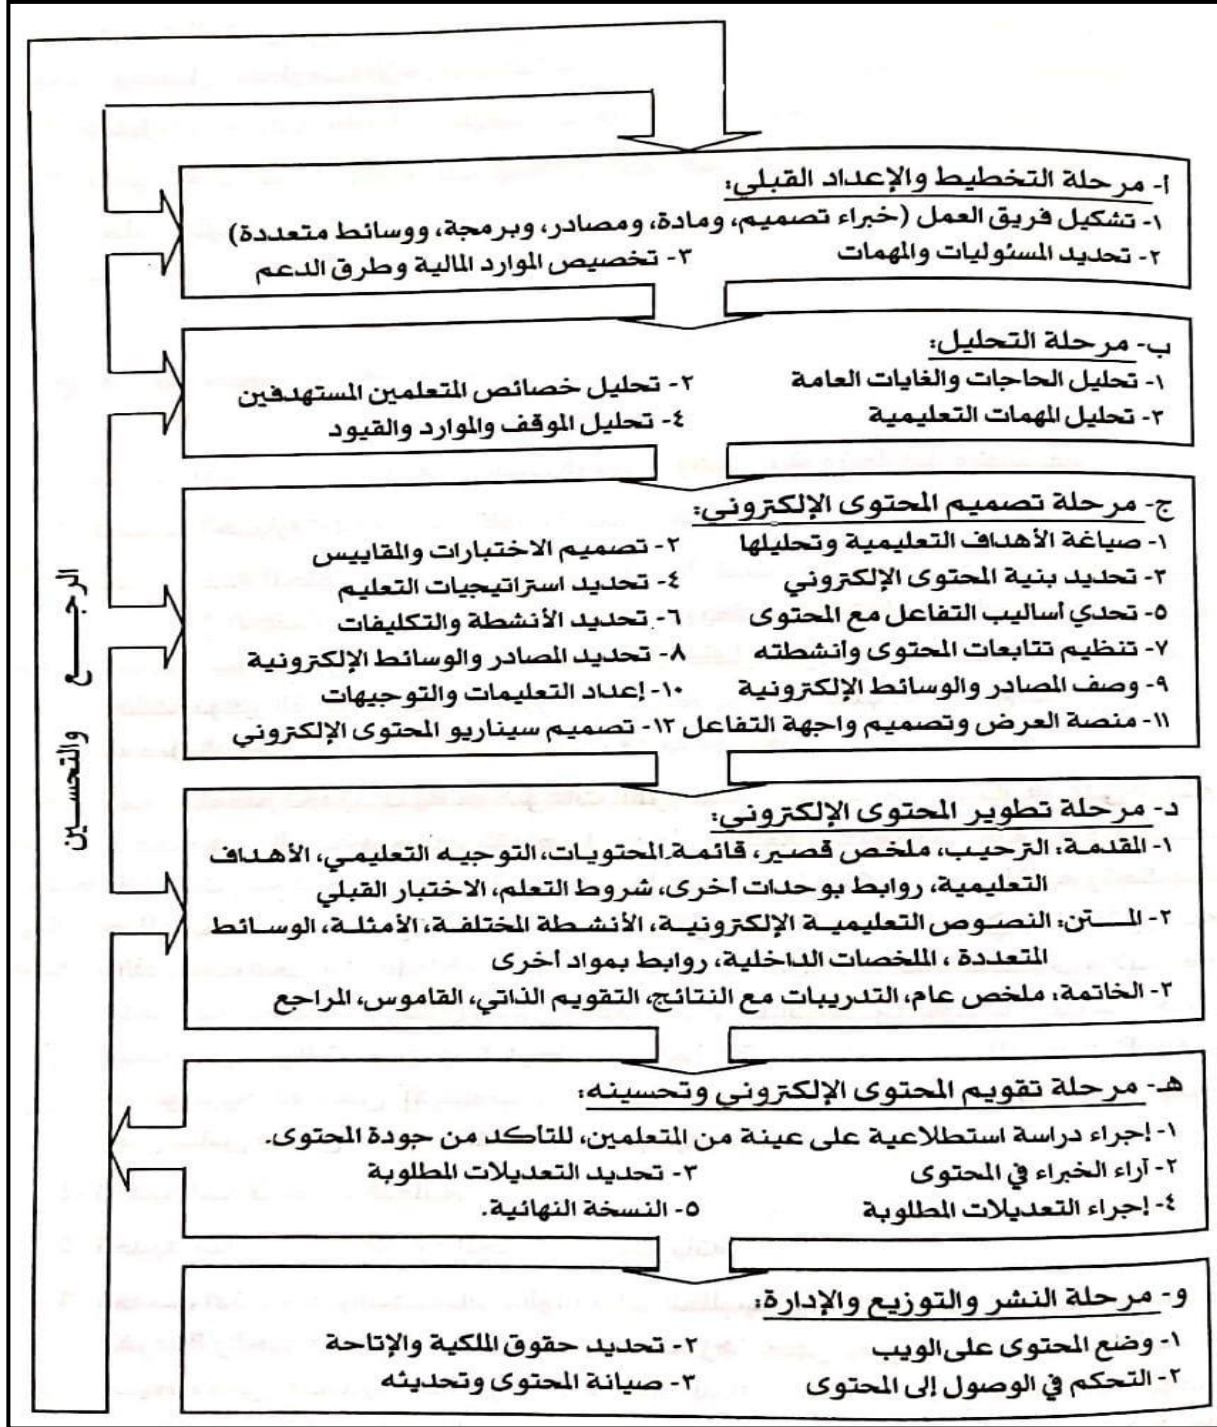 أ- مرحلة التخطيط والإعداد القبلي:
١- تشكيل فريق العمل (خبراء تصميم، ومادة، ومصادر، وبرمجة، ووسائط متعددة)
٢- تحديد المسئوليات والمهمات ٣- تخصيص الموارد المالية وطرق الدعم
ب- مرحلة التحليل:
١- تحليل الحاجات والغايات العامة ٢- تحليل خصائص المتعلمين المستهدفين
٣- تحليل المهمات التعليمية ٤- تحليل الموقف والموارد والقيود
ج- مرحلة تصميم المحتوى الإلكتروني:
١- صياغة الأهداف التعليمية وتحليلها ٢- تصميم الاختبارات والمقاييس
٣- تحديد بنية المحتوى الإلكتروني ٤- تحديد استراتيجيات التعليم
٥- تحدي أساليب التفاعل مع المحتوى ٦- تحديد الأنشطة والتكليفات
٧- تنظيم تتابعات المحتوى وأنشطته ٨- تحديد المصادر والوسائط الإلكترونية
٩- وصف المصادر والوسائط الإلكترونية ١٠- إعداد التعليمات والتوجيهات
١١- منصة العرض وتصميم واجهة التفاعل ١٢- تصميم سيناريو المحتوى الإلكتروني
د- مرحلة تطوير المحتوى الإلكتروني:
١- المقدمة: الترحيب، ملخص قصير، قائمة المحتويات، التوجيه التعليمي، الأهداف
التعليمية، روابط بوحدات أخرى، شروط التعلم، الاختبار القبلي
٢- المتن: النصوص التعليمية الإلكترونية، الأنشطة المختلفة، الأمثلة، الوسائط
المتعددة، الملخصات الداخلية، روابط بمواد أخرى
٣- الخاتمة: ملخص عام، التدريبات مع النتائج، التقويم الذاتي، القاموس، المراجع
هـ- مرحلة تقويم المحتوى الإلكتروني وتحسينه:
١- إجراء دراسة استطلاعية على عينة من المتعلمين، للتأكد من جودة المحتوى.
٢- آراء الخبراء في المحتوى ٣- تحديد التعديلات المطلوبة
٤- إجراء التعديلات المطلوبة ٥- النسخة النهائية.
و- مرحلة النشر والتوزيع والإدارة:
١- وضع المحتوى على الويب ٢- تحديد حقوق الملكية والإتاحة
٢- التحكم في الوصول إلى المحتوى ٣- صيانة المحتوى وتحديثه
الرجع والتحسين